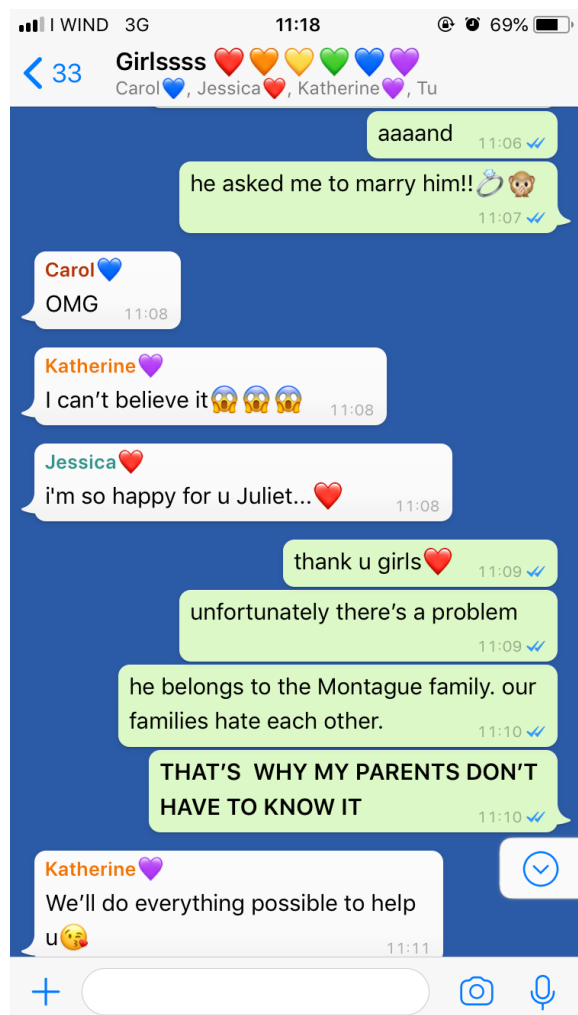 I WIND 3G 11:18 69%
33 Girlssss ❤️🧡💛💚💙💜
Carol💙, Jessica❤️, Katherine💜, Tu
aaaand 11:06
he asked me to marry him!!💍🙊
11:07
Carol💙
OMG 11:08
Katherine💜
I can't believe it😱😱😱 11:08
Jessica❤️
i'm so happy for u Juliet...❤️ 11:08
thank u girls❤️ 11:09
unfortunately there's a problem
11:09
he belongs to the Montague family. our
families hate each other. 11:10
THAT'S WHY MY PARENTS DON'T
HAVE TO KNOW IT 11:10
Katherine💜
We'll do everything possible to help
u😘 11:11